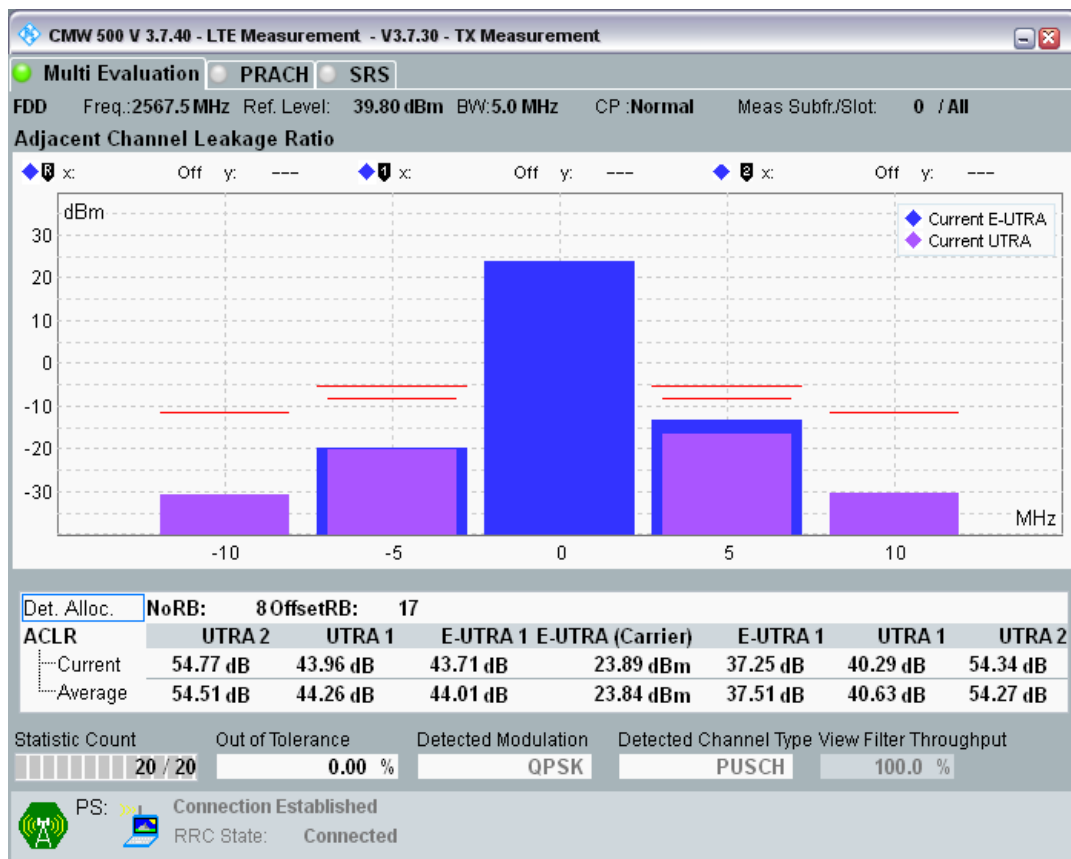 CMW 500 V 3.7.40 - LTE Measurement - V3.7.30 - TX Measurement
Multi Evaluation PRACH SRS
FDD Freq.:2567.5 MHz Ref. Level: 39.80 dBm BW:5.0 MHz CP :Normal Meas Subfr./Slot: 0 / All
Adjacent Channel Leakage Ratio
R x: Off y: --- 1 x: Off y: --- 2 x: Off y: ---
dBm
Current E-UTRA
Current UTRA
30
20
10
0
-10
-20
-30
MHz
-10 -5 0 5 10
Det. Alloc. NoRB: 8 OffsetRB: 17
ACLR UTRA 2 UTRA 1 E-UTRA 1 E-UTRA (Carrier) E-UTRA 1 UTRA 1 UTRA 2
Current 54.77 dB 43.96 dB 43.71 dB 23.89 dBm 37.25 dB 40.29 dB 54.34 dB
Average 54.51 dB 44.26 dB 44.01 dB 23.84 dBm 37.51 dB 40.63 dB 54.27 dB
Statistic Count Out of Tolerance Detected Modulation Detected Channel Type View Filter Throughput
20 / 20 0.00 % QPSK PUSCH 100.0 %
PS: Connection Established
RRC State: Connected